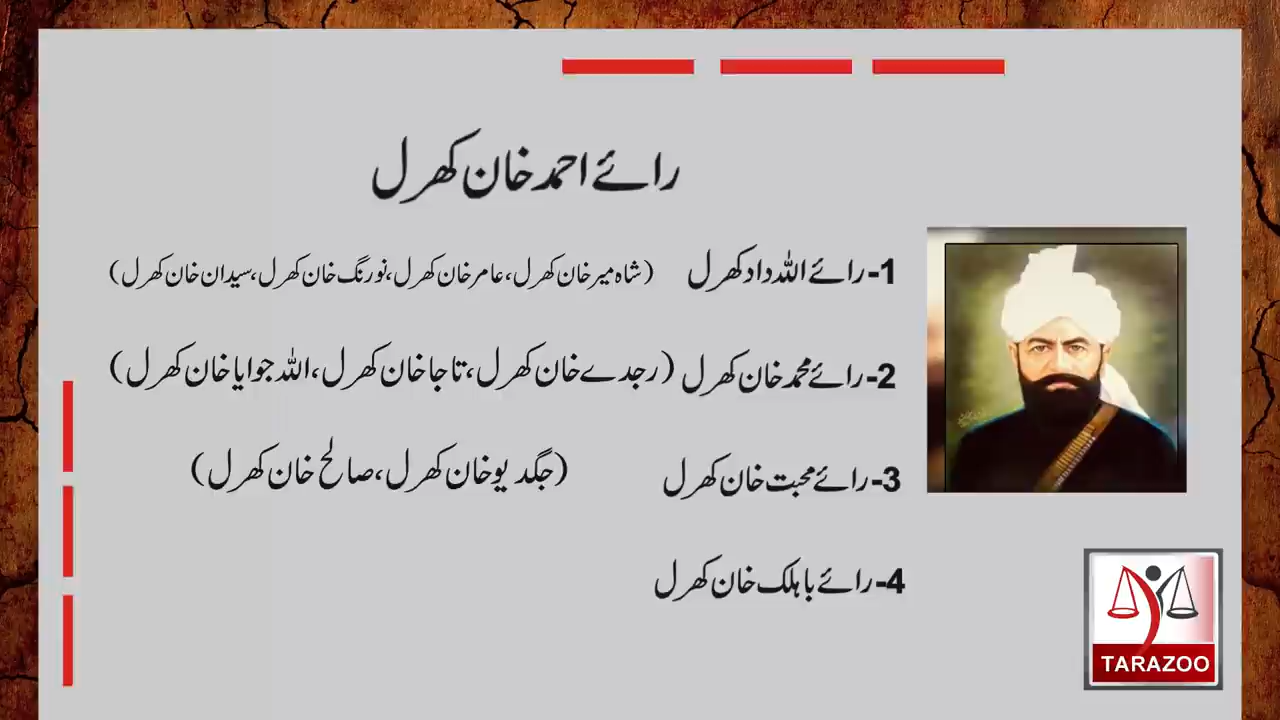 رائے احمد خان کھرل
1- رائے اللہ داد کھرل (شاہ میر خان کھرل، عامر خان کھرل، نورنگ خان کھرل، سیدان خان کھرل)
2- رائے محمد خان کھرل (رجدے خان کھرل، تاجا خان کھرل، اللہ جوایا خان کھرل)
3- رائے محبت خان کھرل (جگدیو خان کھرل، صالح خان کھرل)
4- رائے باہلک خان کھرل
TARAZOO